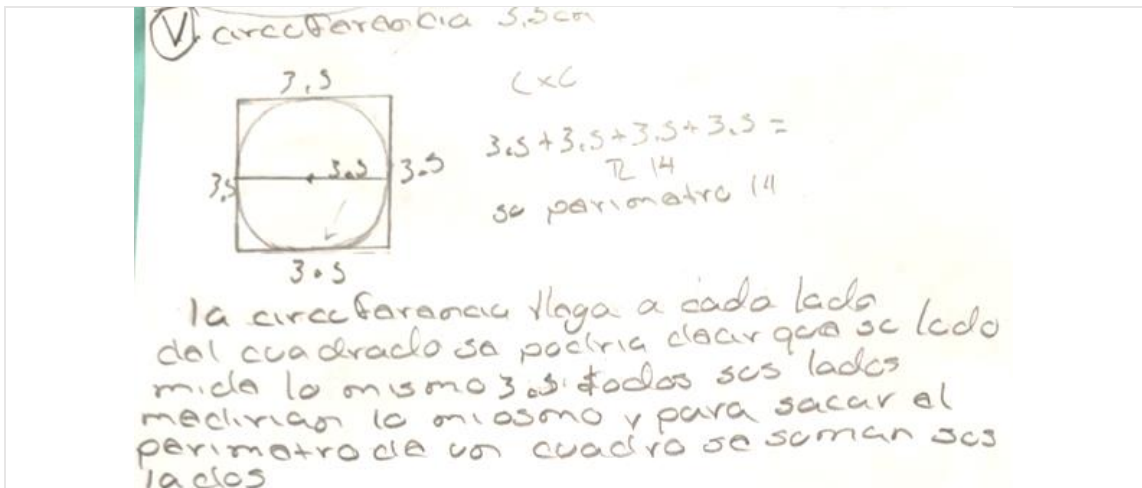 V) circcferencia 3.5cm
3.5
CxC
3.5+3.5+3.5+3.5=
3.5 3.5 3.5
R 14
su perimetro 14
3.5
la circcferencia llega a cada lado
del cuadrado se podria decir que su lado
mide lo mismo 3.5 todos sus lados
medirian lo miosmo y para sacar el
perimetro de un cuadro se suman sus
lados